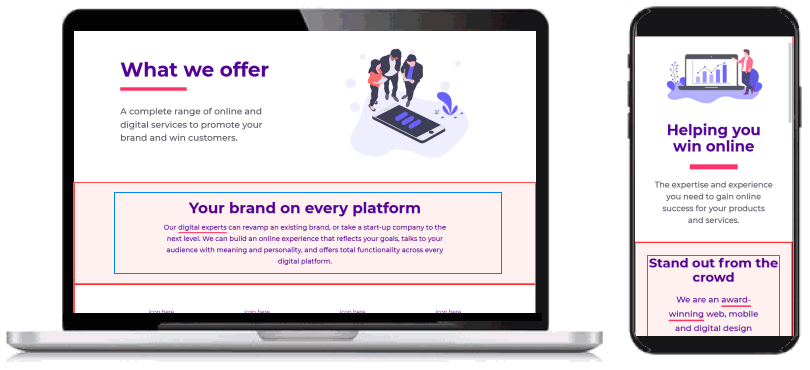 What we offer
A complete range of online and
digital services to promote your
brand and win customers.
Your brand on every platform
Our digital experts can revamp an existing brand, or take a start-up company to the
next level. We can build an online experience that reflects your goals, talks to your
audience with meaning and personality, and offers total functionality across every
digital platform.
Icon here
Icon here
Icon here
Icon here
Helping you
win online
The expertise and experience
you need to gain online
success for your products
and services.
Stand out from the
crowd
We are an award-
winning web, mobile
and digital design